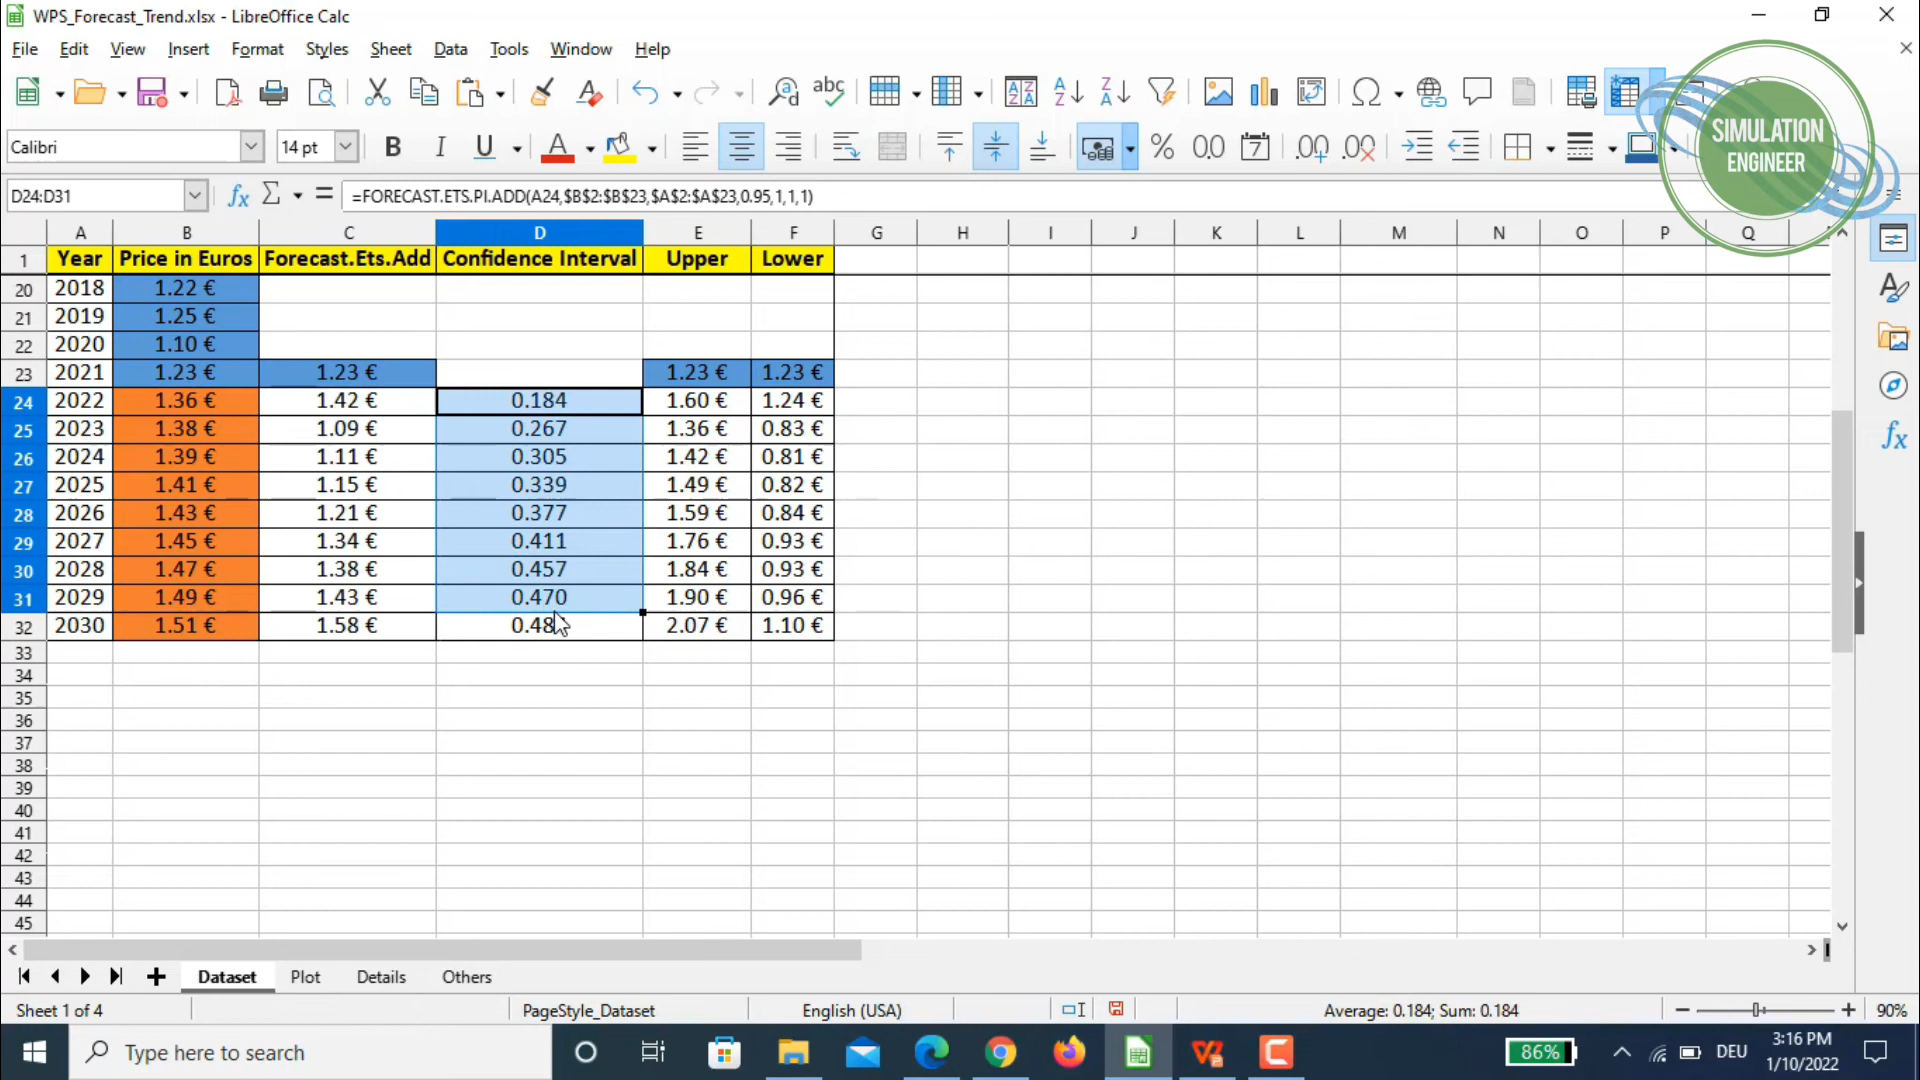 WPS_Forecast_Trend.xlsx - LibreOffice Calc
File Edit View Insert Format Styles Sheet Data Tools Window Help
SIMULATION
ENGINEER
Calibri 14 pt
D24:D31 =FORECAST.ETS.PI.ADD(A24,$B$2:$B$23,$A$2:$A$23,0.95,1,1,1)
A B C D E F G H I J K L M N O P Q
1 Year Price in Euros Forecast.Ets.Add Confidence Interval Upper Lower
20 2018 1.22 €
21 2019 1.25 €
22 2020 1.10 €
23 2021 1.23 € 1.23 € 1.23 € 1.23 €
24 2022 1.36 € 1.42 € 0.184 1.60 € 1.24 €
25 2023 1.38 € 1.09 € 0.267 1.36 € 0.83 €
26 2024 1.39 € 1.11 € 0.305 1.42 € 0.81 €
27 2025 1.41 € 1.15 € 0.339 1.49 € 0.82 €
28 2026 1.43 € 1.21 € 0.377 1.59 € 0.84 €
29 2027 1.45 € 1.34 € 0.411 1.76 € 0.93 €
30 2028 1.47 € 1.38 € 0.457 1.84 € 0.93 €
31 2029 1.49 € 1.43 € 0.470 1.90 € 0.96 €
32 2030 1.51 € 1.58 € 2.07 € 1.10 €
33
34
35
36
37
38
39
40
41
42
43
44
45
Dataset Plot Details Others
Sheet 1 of 4 PageStyle_Dataset English (USA) Average: 0.184; Sum: 0.184 90%
Type here to search 86% DEU 3:16 PM
1/10/2022